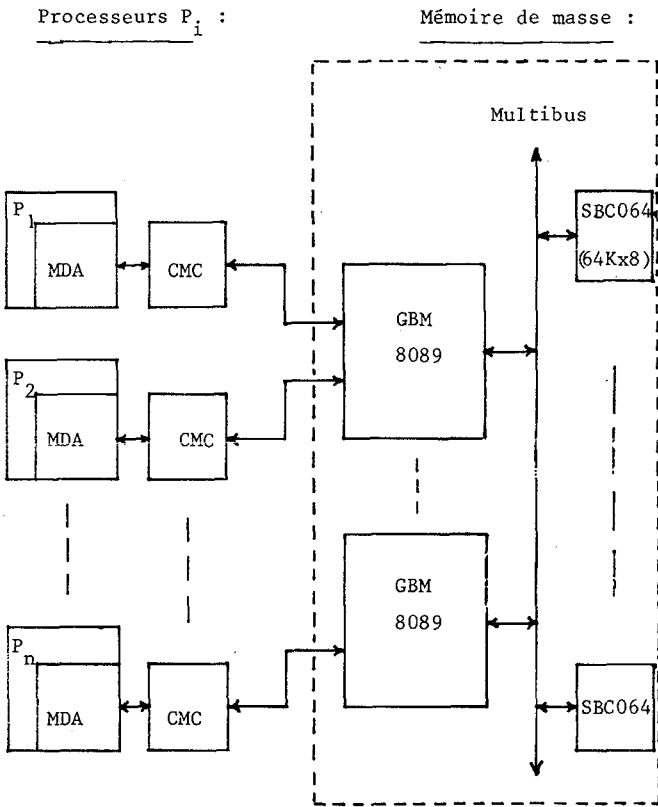 Processeurs P_i :
Mémoire de masse :
Multibus
P_1
MDA
CMC
GBM
8089
SBC064
(64Kx8)
P_2
MDA
CMC
GBM
8089
P_n
MDA
CMC
SBC064